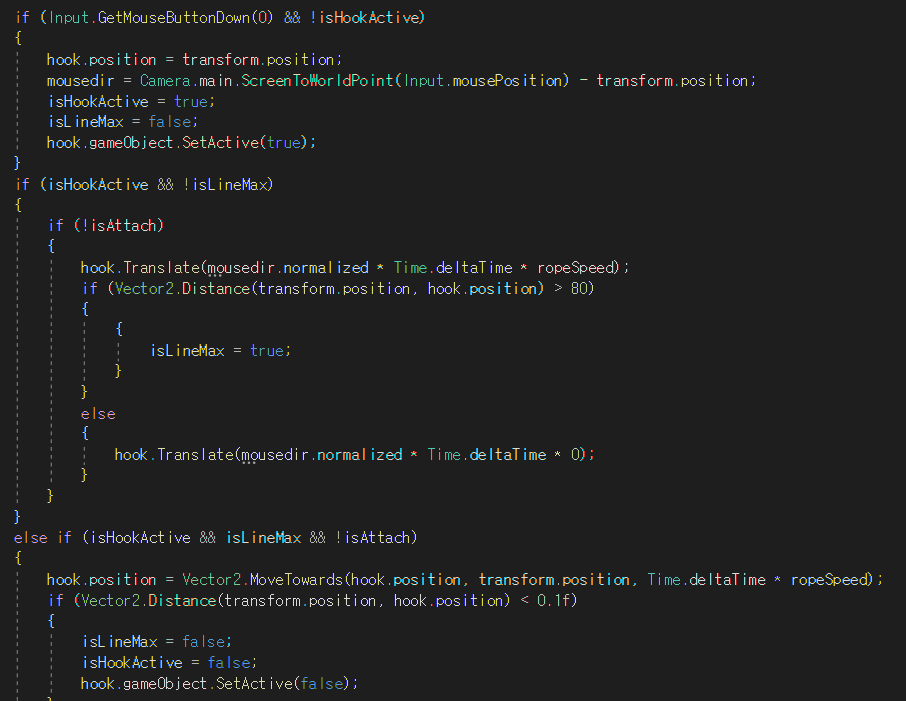 if (Input.GetMouseButtonDown(0) && !isHookActive)
{
hook.position = transform.position;
mousedir = Camera.main.ScreenToWorldPoint(Input.mousePosition) - transform.position;
isHookActive = true;
isLineMax = false;
hook.gameObject.SetActive(true);
}
if (isHookActive && !isLineMax)
{
if (!isAttach)
{
hook.Translate(mousedir.normalized * Time.deltaTime * ropeSpeed);
if (Vector2.Distance(transform.position, hook.position) > 80)
{
{
isLineMax = true;
}
}
else
{
hook.Translate(mousedir.normalized * Time.deltaTime * 0);
}
}
}
else if (isHookActive && isLineMax && !isAttach)
{
hook.position = Vector2.MoveTowards(hook.position, transform.position, Time.deltaTime * ropeSpeed);
if (Vector2.Distance(transform.position, hook.position) < 0.1f)
{
isLineMax = false;
isHookActive = false;
hook.gameObject.SetActive(false);
}